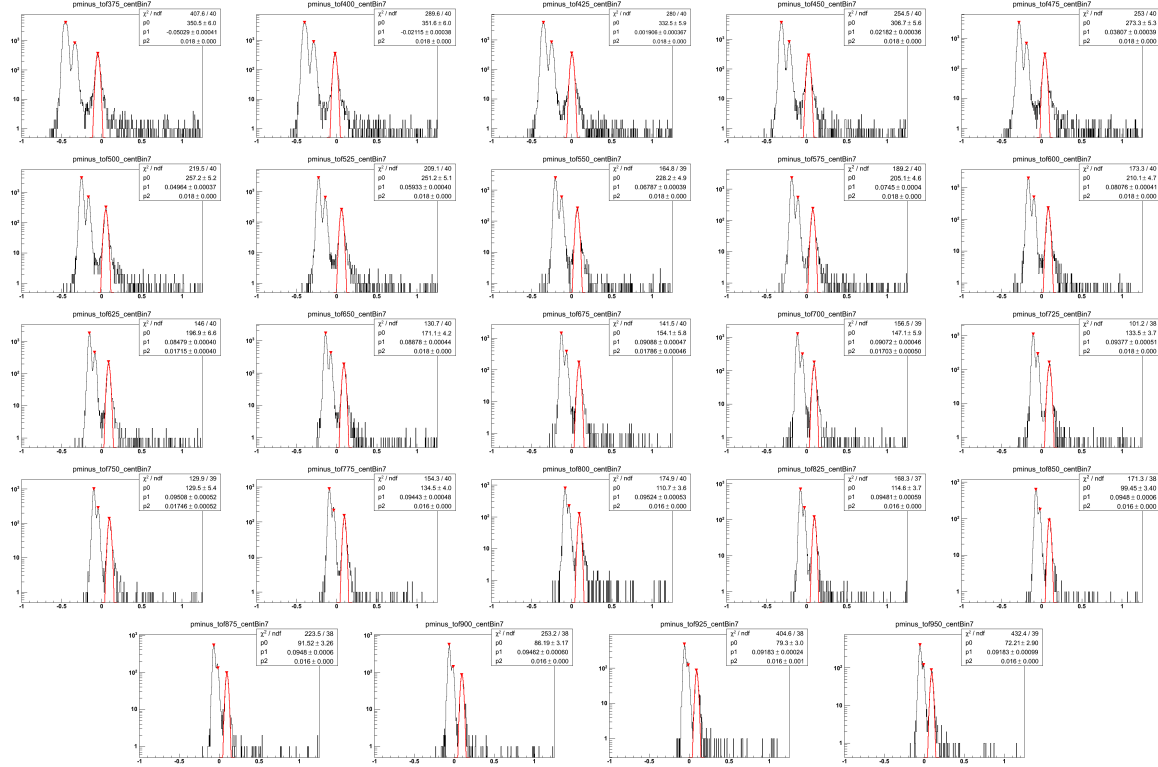 pminus_tof375_centBin7
χ² / ndf 407.6 / 40
p0 350.5 ± 6.0
p1 -0.05029 ± 0.00041
p2 0.018 ± 0.000
pminus_tof400_centBin7
χ² / ndf 289.6 / 40
p0 351.6 ± 6.0
p1 -0.02115 ± 0.00038
p2 0.018 ± 0.000
pminus_tof425_centBin7
χ² / ndf 280 / 40
p0 332.5 ± 5.9
p1 0.001906 ± 0.000367
p2 0.018 ± 0.000
pminus_tof450_centBin7
χ² / ndf 254.5 / 40
p0 306.7 ± 5.6
p1 0.02182 ± 0.00036
p2 0.018 ± 0.000
pminus_tof475_centBin7
χ² / ndf 253 / 40
p0 273.3 ± 5.3
p1 0.03807 ± 0.00039
p2 0.018 ± 0.000
pminus_tof500_centBin7
χ² / ndf 219.5 / 40
p0 257.2 ± 5.2
p1 0.04964 ± 0.00037
p2 0.018 ± 0.000
pminus_tof525_centBin7
χ² / ndf 209.1 / 40
p0 251.2 ± 5.1
p1 0.05933 ± 0.00040
p2 0.018 ± 0.000
pminus_tof550_centBin7
χ² / ndf 164.8 / 39
p0 228.2 ± 4.9
p1 0.06787 ± 0.00039
p2 0.018 ± 0.000
pminus_tof575_centBin7
χ² / ndf 189.2 / 40
p0 205.1 ± 4.6
p1 0.0745 ± 0.0004
p2 0.018 ± 0.000
pminus_tof600_centBin7
χ² / ndf 173.3 / 40
p0 210.1 ± 4.7
p1 0.08076 ± 0.00041
p2 0.018 ± 0.000
pminus_tof625_centBin7
χ² / ndf 146 / 40
p0 196.9 ± 6.6
p1 0.08479 ± 0.00040
p2 0.01715 ± 0.00040
pminus_tof650_centBin7
χ² / ndf 130.7 / 40
p0 171.1 ± 4.2
p1 0.08878 ± 0.00044
p2 0.018 ± 0.000
pminus_tof675_centBin7
χ² / ndf 141.5 / 40
p0 154.1 ± 5.8
p1 0.09088 ± 0.00047
p2 0.01786 ± 0.00046
pminus_tof700_centBin7
χ² / ndf 156.5 / 39
p0 147.1 ± 5.9
p1 0.09072 ± 0.00046
p2 0.01703 ± 0.00050
pminus_tof725_centBin7
χ² / ndf 101.2 / 38
p0 133.5 ± 3.7
p1 0.09377 ± 0.00051
p2 0.018 ± 0.000
pminus_tof750_centBin7
χ² / ndf 129.9 / 39
p0 129.5 ± 5.4
p1 0.09508 ± 0.00052
p2 0.01746 ± 0.00052
pminus_tof775_centBin7
χ² / ndf 154.3 / 40
p0 134.5 ± 4.0
p1 0.09443 ± 0.00048
p2 0.016 ± 0.000
pminus_tof800_centBin7
χ² / ndf 174.9 / 40
p0 110.7 ± 3.6
p1 0.09524 ± 0.00053
p2 0.016 ± 0.000
pminus_tof825_centBin7
χ² / ndf 168.3 / 37
p0 114.6 ± 3.7
p1 0.09481 ± 0.00059
p2 0.016 ± 0.000
pminus_tof850_centBin7
χ² / ndf 171.3 / 38
p0 99.45 ± 3.40
p1 0.0948 ± 0.0006
p2 0.016 ± 0.000
pminus_tof875_centBin7
χ² / ndf 223.5 / 38
p0 91.52 ± 3.26
p1 0.0948 ± 0.0006
p2 0.016 ± 0.000
pminus_tof900_centBin7
χ² / ndf 253.2 / 38
p0 86.19 ± 3.17
p1 0.09462 ± 0.00060
p2 0.016 ± 0.000
pminus_tof925_centBin7
χ² / ndf 404.6 / 38
p0 79.3 ± 3.0
p1 0.09183 ± 0.00024
p2 0.016 ± 0.001
pminus_tof950_centBin7
χ² / ndf 432.4 / 39
p0 72.21 ± 2.90
p1 0.09183 ± 0.00099
p2 0.016 ± 0.000